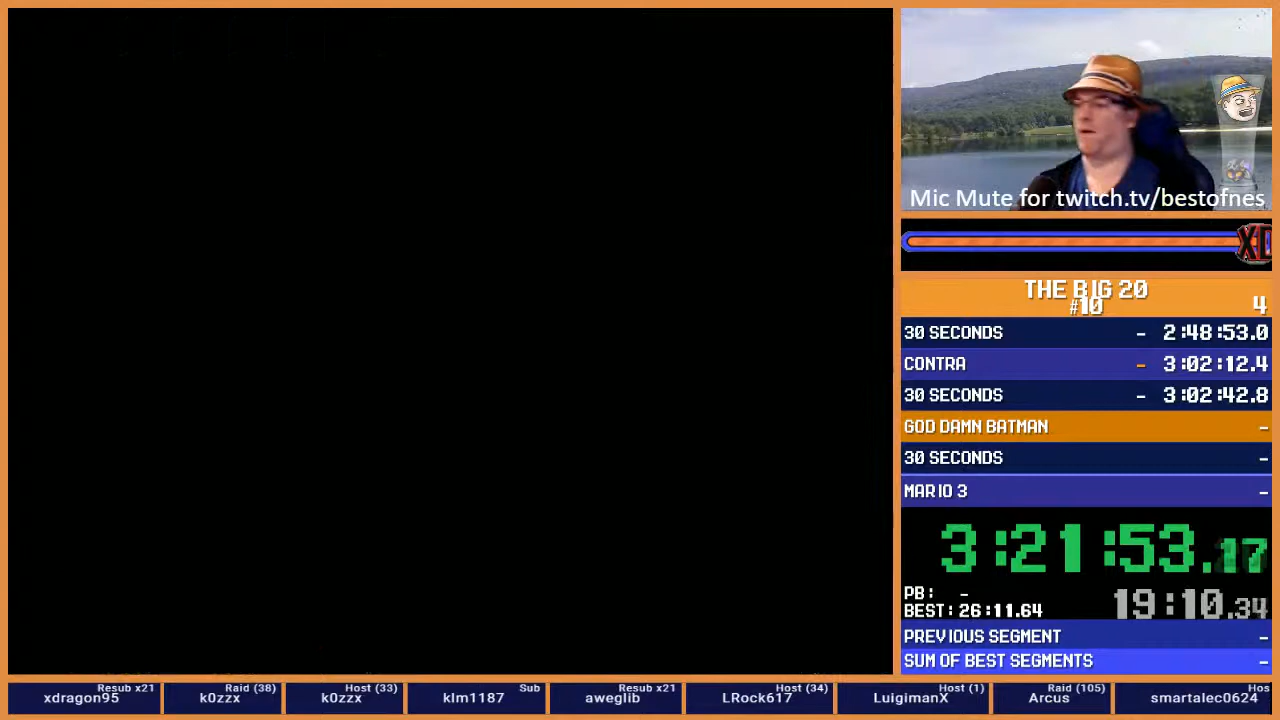 Mic Mute for twitch.tv/bestofnes
XD
THE BIG 20
#10 4
30 SECONDS - 2:48:53.0
CONTRA - 3:02:12.4
30 SECONDS - 3:02:42.8
GOD DAMN BATMAN -
30 SECONDS -
MARIO 3 -
3:21:53.17
PB: -
BEST: 26:11.64 19:10.34
PREVIOUS SEGMENT -
SUM OF BEST SEGMENTS -
Resub x21 Raid (38) Host (33) Sub Resub x21 Host (34) Host (1) Raid (105) Hos
xdragon95 k0zzx k0zzx klm1187 aweglib LRock617 LuigimanX Arcus smartalec0624